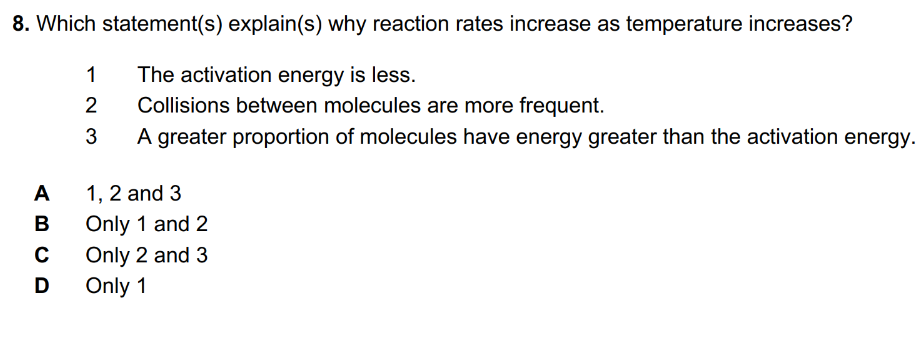 8. Which statement(s) explain(s) why reaction rates increase as temperature increases?
1 The activation energy is less.
2 Collisions between molecules are more frequent.
3 A greater proportion of molecules have energy greater than the activation energy.
A 1, 2 and 3
B Only 1 and 2
C Only 2 and 3
D Only 1